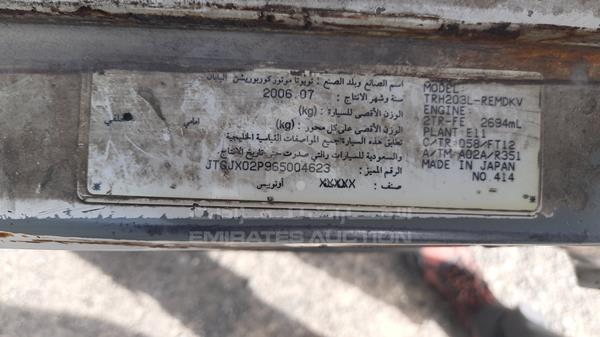 اسم الصانع وبلد الصنع : تويوتا موتور كوربوريشن اليابان
سنة وشهر الانتاج : 2006.07
الوزن الأقصى للسيارة : (kg)
الوزن الأقصى على كل محور : (kg) أمامي خلفي
تطابق هذه السيارة جميع المواصفات القياسية الخليجية
والسعودية للسيارات والتي صدرت حتى تاريخ الانتاج
الرقم المميز : JTGJX02P965004623
صنف : XXXXX أوتوبيس
MODEL
TRH203L-REMDKV
ENGINE
2TR-FE 2694mL
PLANT E11
C/TR 058/FT12
A/TM A02A/R351
MADE IN JAPAN
NO.414
EMIRATES AUCTION